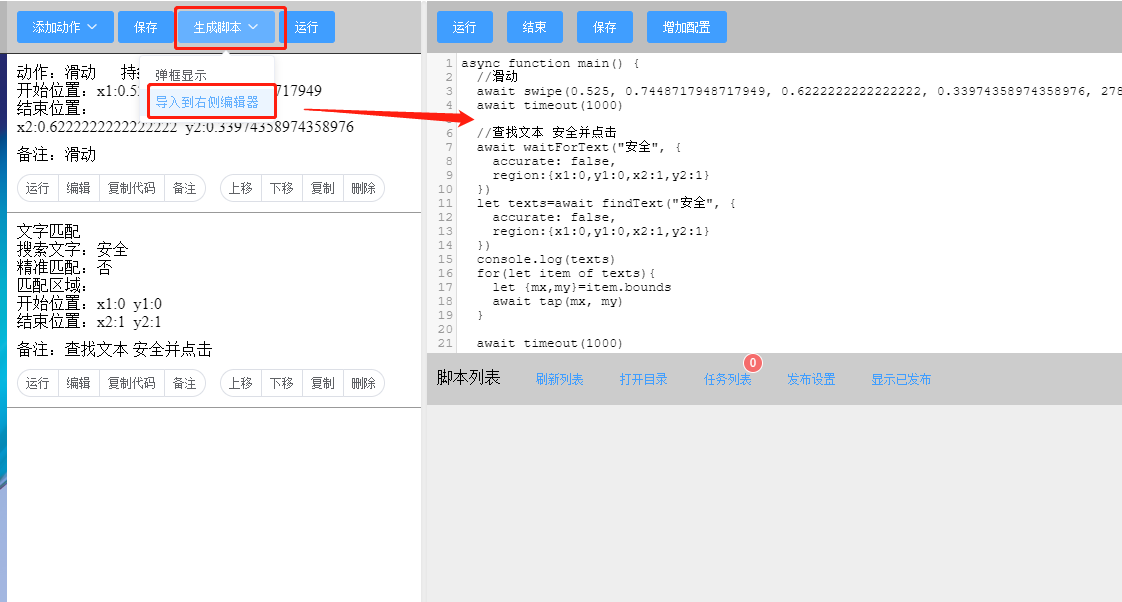 添加动作
保存
生成脚本
运行
弹框显示
导入到右侧编辑器
动作：滑动
开始位置：x1:0.5
717949
结束位置：
x2:0.6222222222222222 y2:0.33974358974358976
备注：滑动
运行 编辑 复制代码 备注 上移 下移 复制 删除
文字匹配
搜索文字：安全
精准匹配：否
匹配区域：
开始位置：x1:0 y1:0
结束位置：x2:1 y2:1
备注：查找文本 安全并点击
运行 编辑 复制代码 备注 上移 下移 复制 删除
运行
结束
保存
增加配置
1 async function main() {
2 //滑动
3 await swipe(0.525, 0.7448717948717949, 0.6222222222222222, 0.33974358974358976, 278
4 await timeout(1000)
6 //查找文本 安全并点击
7 await waitForText("安全", {
8 accurate: false,
9 region:{x1:0,y1:0,x2:1,y2:1}
10 })
11 let texts=await findText("安全", {
12 accurate: false,
13 region:{x1:0,y1:0,x2:1,y2:1}
14 })
15 console.log(texts)
16 for(let item of texts){
17 let {mx,my}=item.bounds
18 await tap(mx, my)
19 }
20
21 await timeout(1000)
脚本列表
刷新列表
打开目录
任务列表
0
发布设置
显示已发布